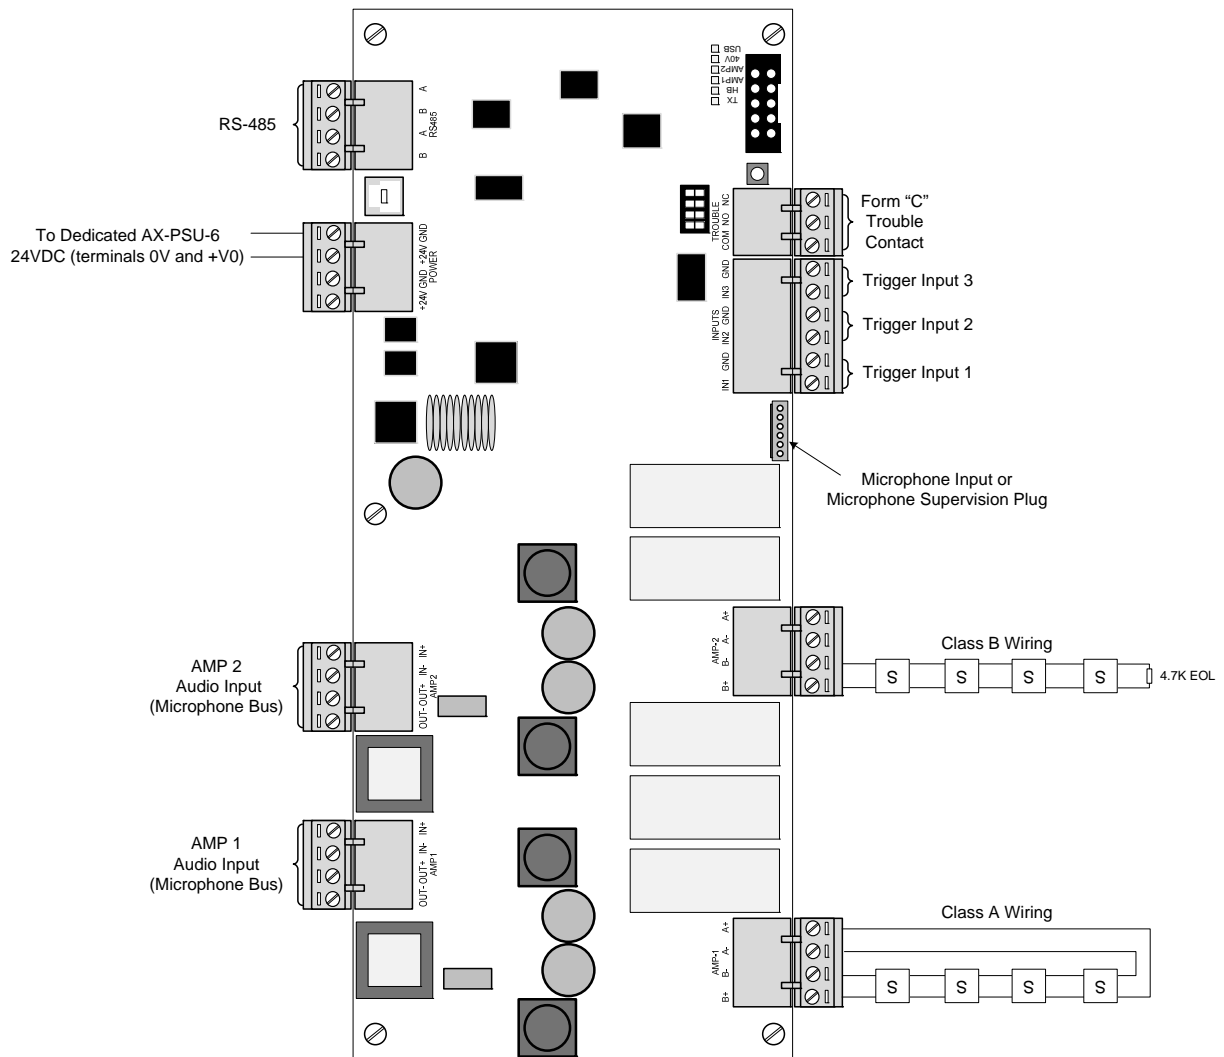 USB
40V
AMP2
AMP1
HB
TX
RS-485
A
B
A
B
RS485
To Dedicated AX-PSU-6
24VDC (terminals 0V and +V0)
+24V GND +24V GND
POWER
COM NO NC
TROUBLE
Form “C”
Trouble
Contact
IN1 GND IN2 GND IN3 GND
INPUTS
Trigger Input 3
Trigger Input 2
Trigger Input 1
Microphone Input or
Microphone Supervision Plug
AMP 2
Audio Input
(Microphone Bus)
OUT- OUT+ IN- IN+
AMP2
B+ B- A- A+
AMP-2
Class B Wiring
S S S S
4.7K EOL
AMP 1
Audio Input
(Microphone Bus)
OUT- OUT+ IN- IN+
AMP1
B+ B- A- A+
AMP-1
Class A Wiring
S S S S